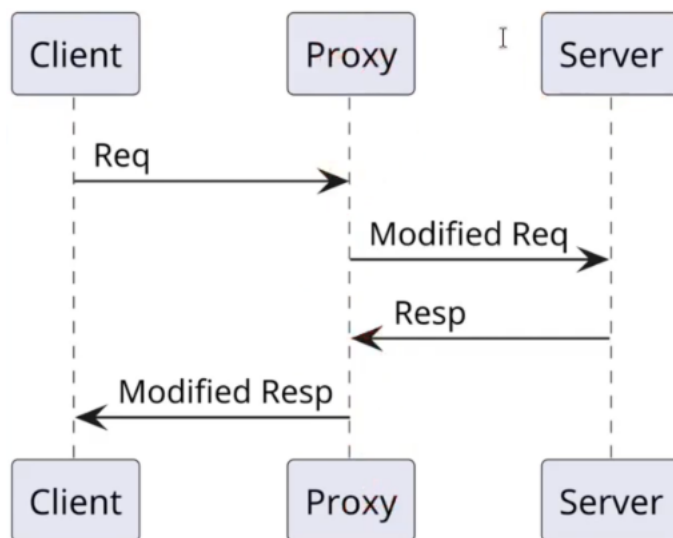 Client Proxy Server
Req
Modified Req
Resp
Modified Resp
Client Proxy Server